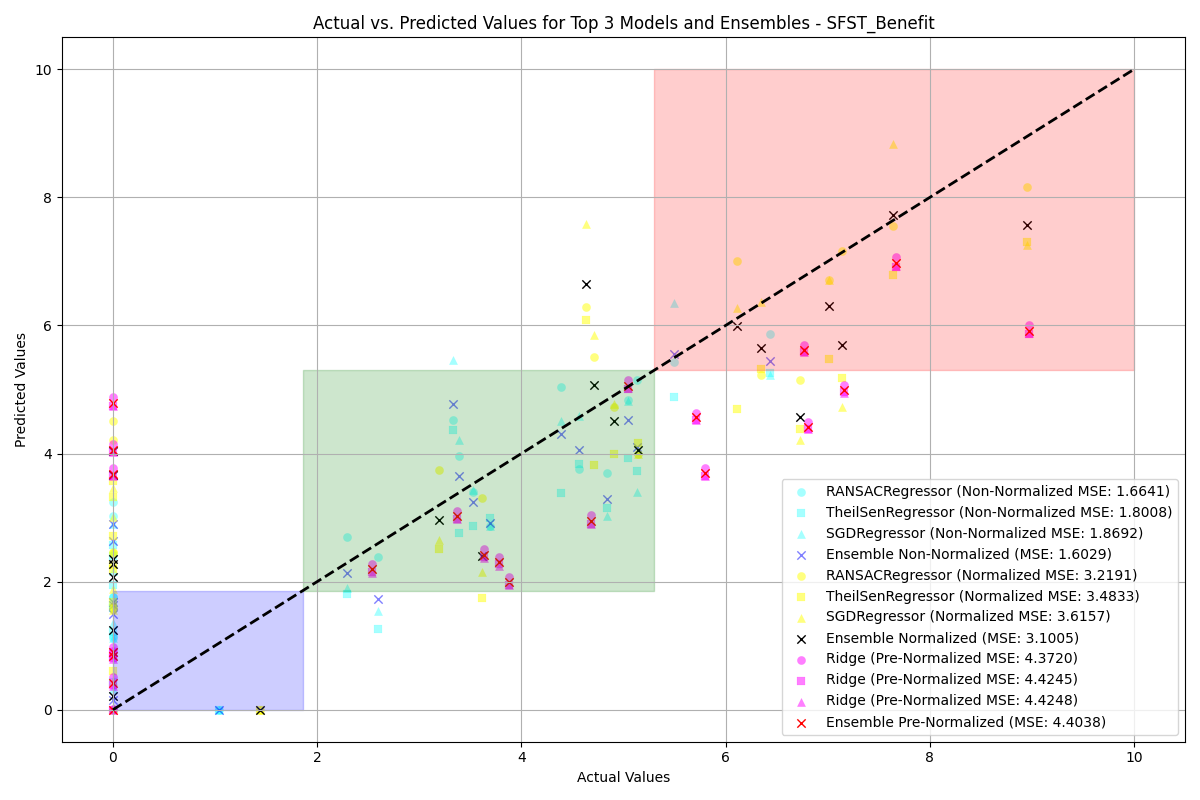 Actual vs. Predicted Values for Top 3 Models and Ensembles - SFST_Benefit
Predicted Values
10
8
6
4
2
0
RANSACRegressor (Non-Normalized MSE: 1.6641)
TheilSenRegressor (Non-Normalized MSE: 1.8008)
SGDRegressor (Non-Normalized MSE: 1.8692)
Ensemble Non-Normalized (MSE: 1.6029)
RANSACRegressor (Normalized MSE: 3.2191)
TheilSenRegressor (Normalized MSE: 3.4833)
SGDRegressor (Normalized MSE: 3.6157)
Ensemble Normalized (MSE: 3.1005)
Ridge (Pre-Normalized MSE: 4.3720)
Ridge (Pre-Normalized MSE: 4.4245)
Ridge (Pre-Normalized MSE: 4.4248)
Ensemble Pre-Normalized (MSE: 4.4038)
0 2 4 6 8 10
Actual Values